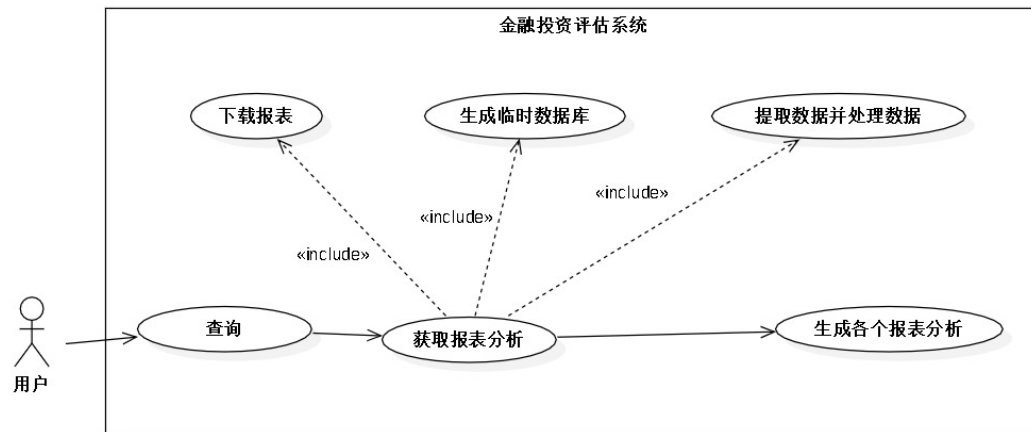 金融投资评估系统
下载报表
生成临时数据库
提取数据并处理数据
«include»
«include»
«include»
查询
获取报表分析
生成各个报表分析
用户